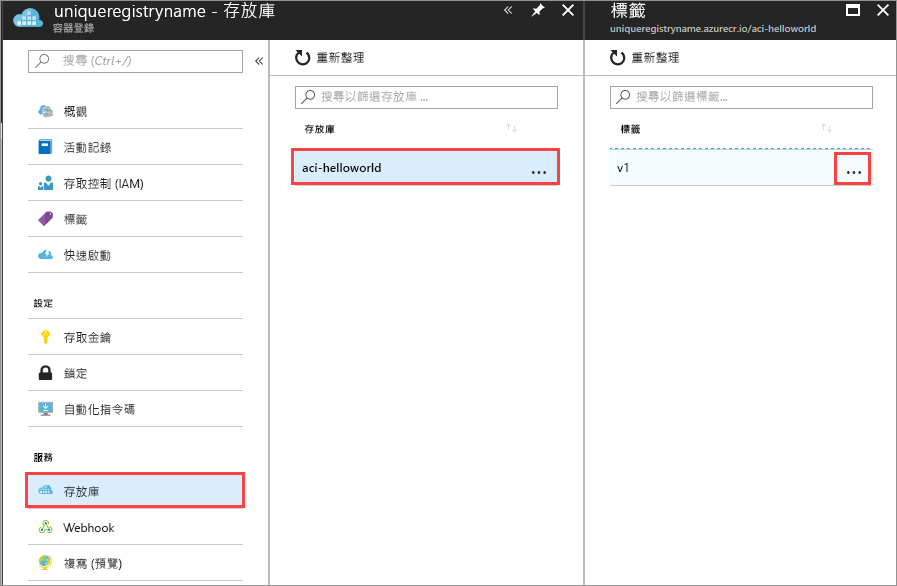 uniqueregistryname - 存放庫
容器登錄
搜尋 (Ctrl+/)
概觀
活動記錄
存取控制 (IAM)
標籤
快速啟動
設定
存取金鑰
鎖定
自動化指令碼
服務
存放庫
Webhook
複寫 (預覽)
重新整理
搜尋以篩選存放庫 ...
存放庫
aci-helloworld
...
標籤
uniqueregistryname.azurecr.io/aci-helloworld
重新整理
搜尋以篩選標籤...
標籤
v1
...